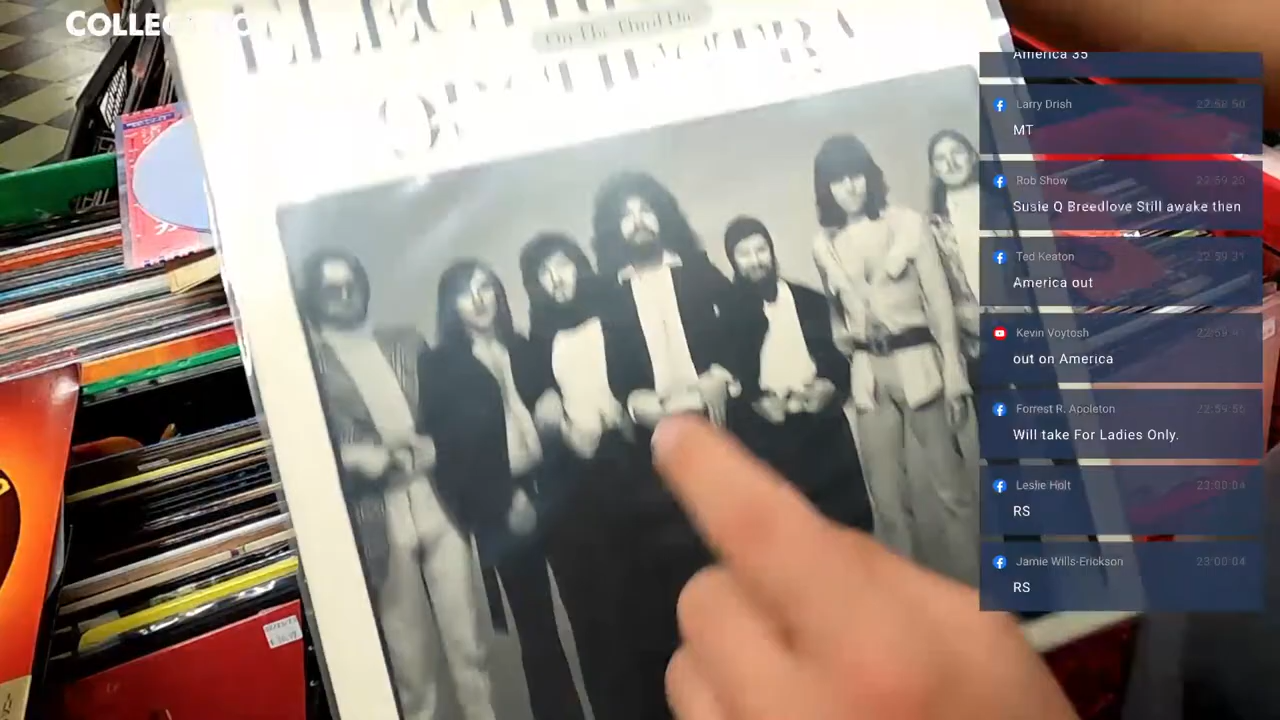 ELECTRI
On The Third Da
America 35
Larry Drish 22:58:50
MT
Rob Show 22:59:20
Susie Q Breedlove Still awake then
Ted Keaton 22:59:31
America out
Kevin Voytosh
out on America
Forrest R. Appleton 22:59:56
Will take For Ladies Only.
Leslie Holt 23:00:04
RS
Jamie Wills-Erickson 23:00:04
RS